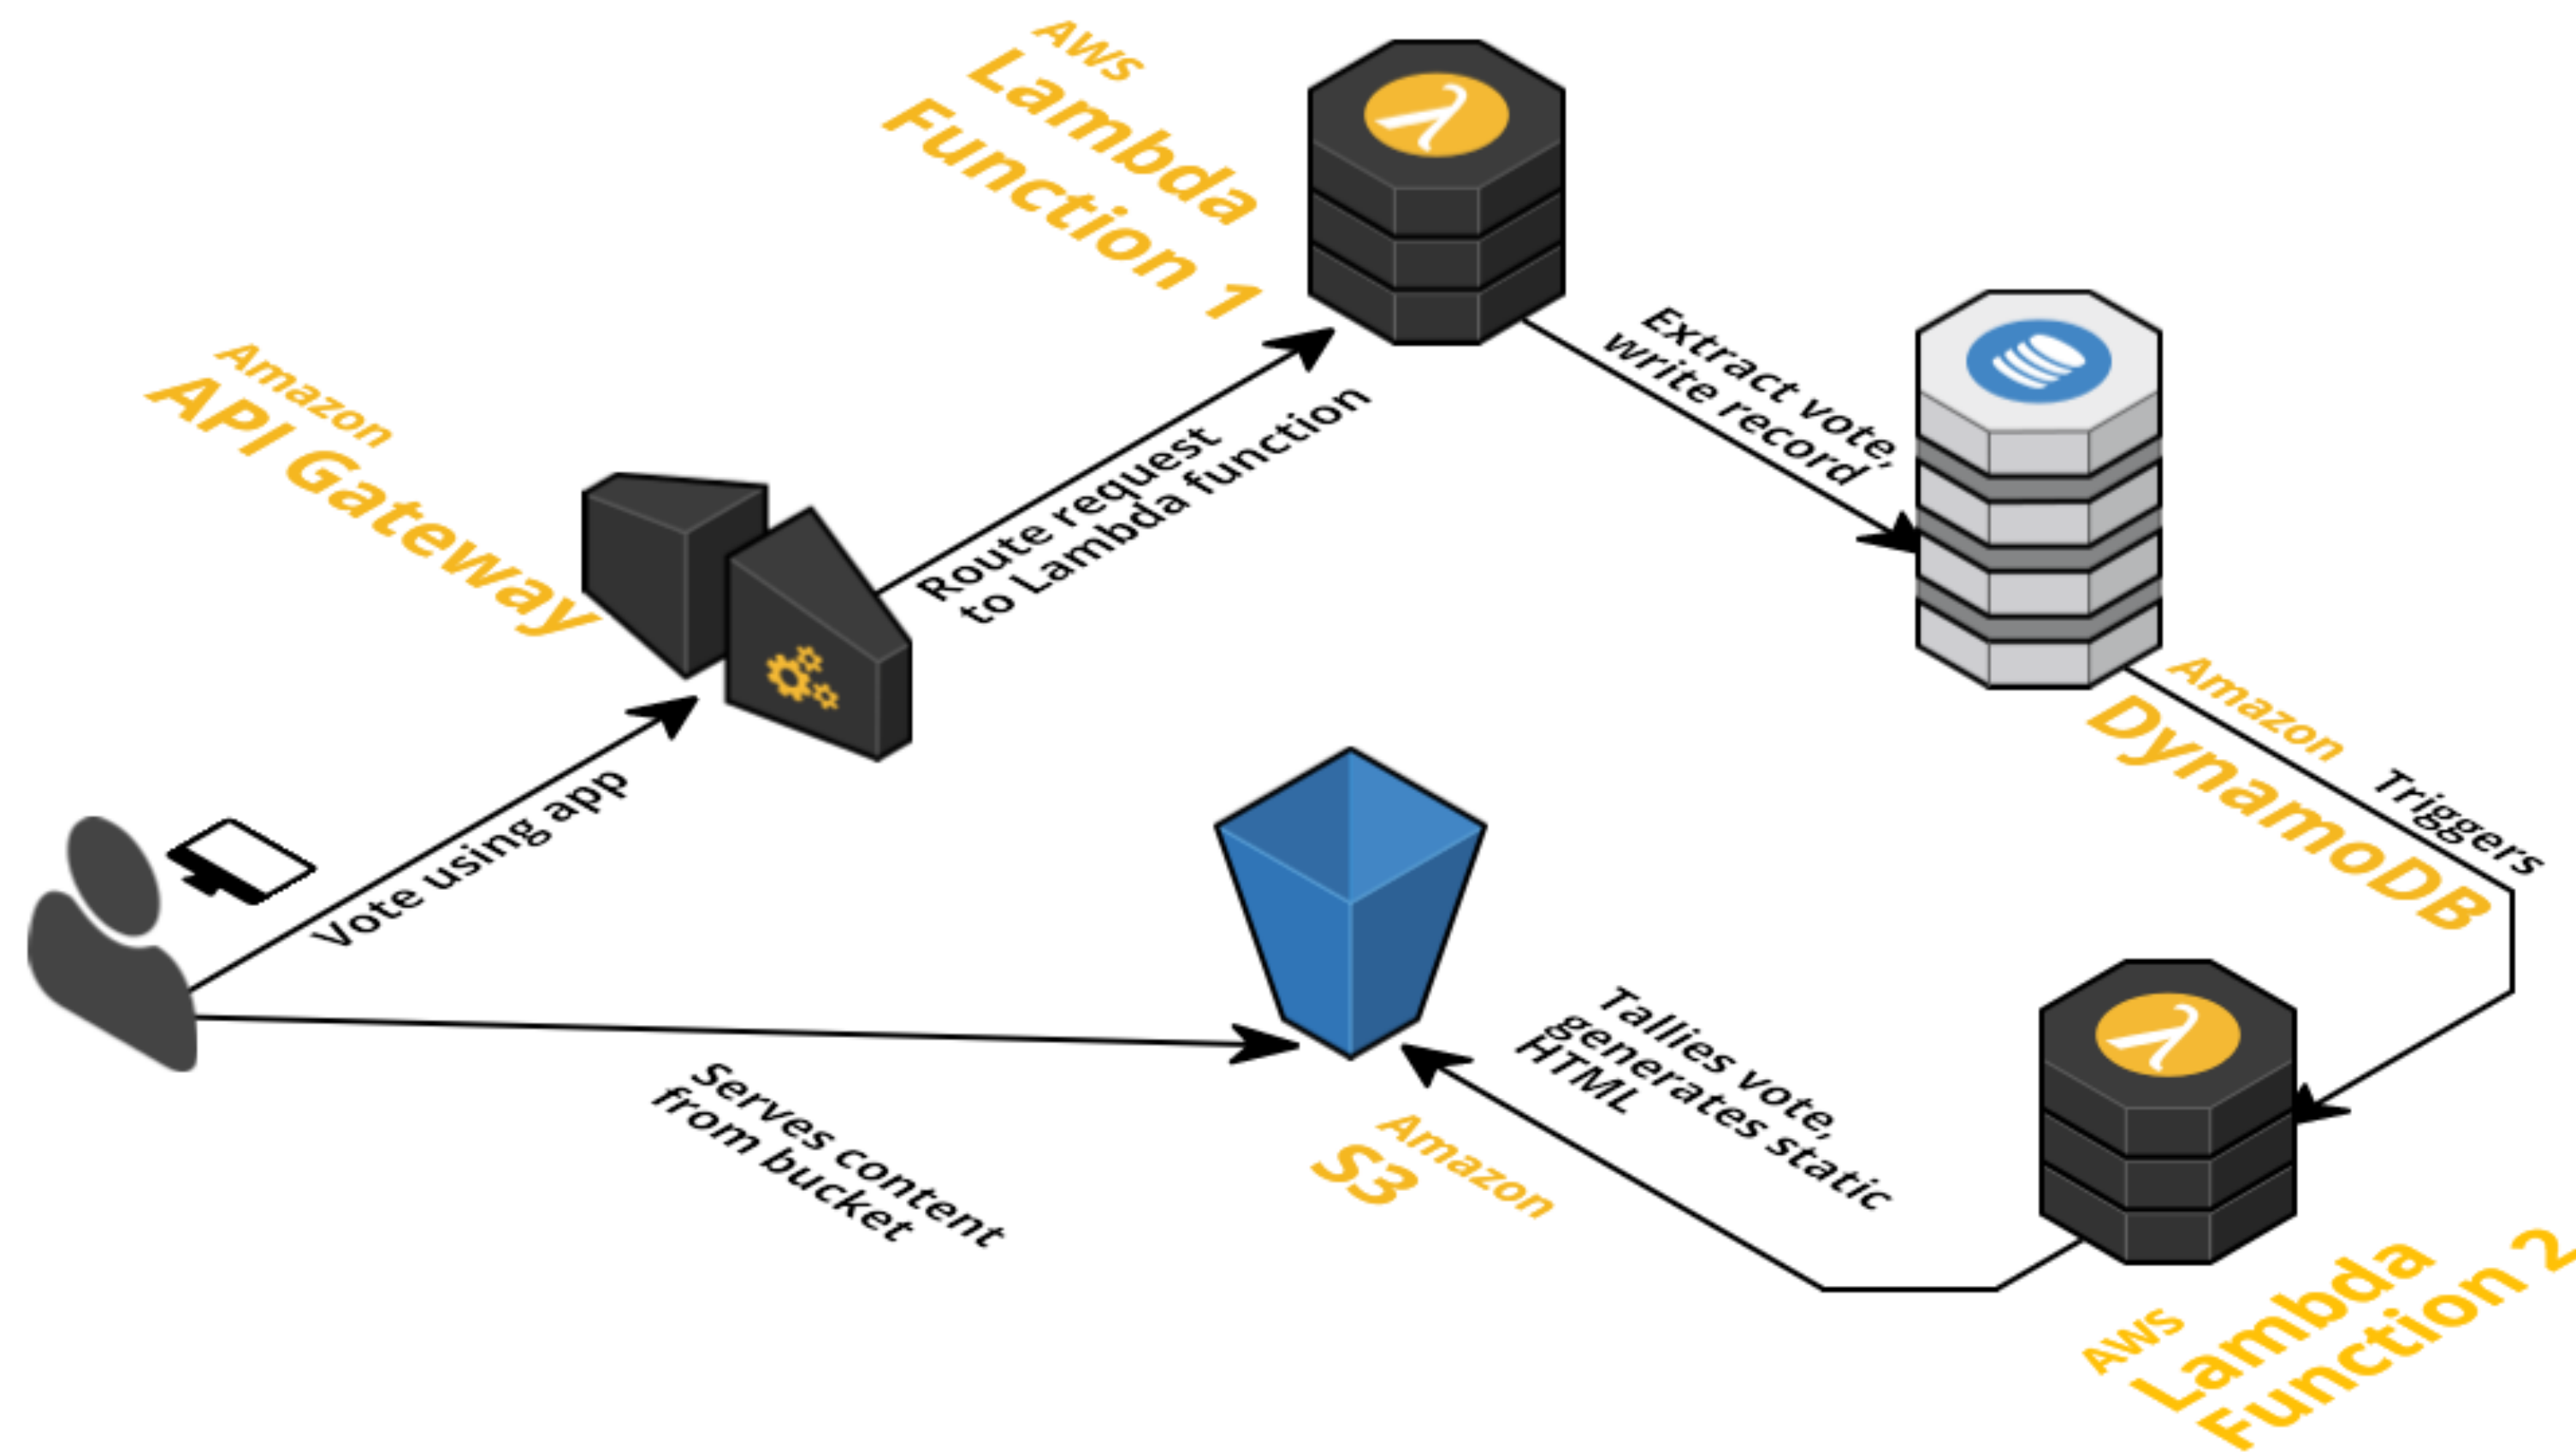 AWS
Lambda
Function 1
Amazon
API Gateway
Extract vote,
write record
Route request
to Lambda function
Amazon
DynamoDB
Triggers
Vote using app
Serves content
from bucket
Amazon
S3
Tallies vote,
generates static
HTML
AWS
Lambda
Function 2